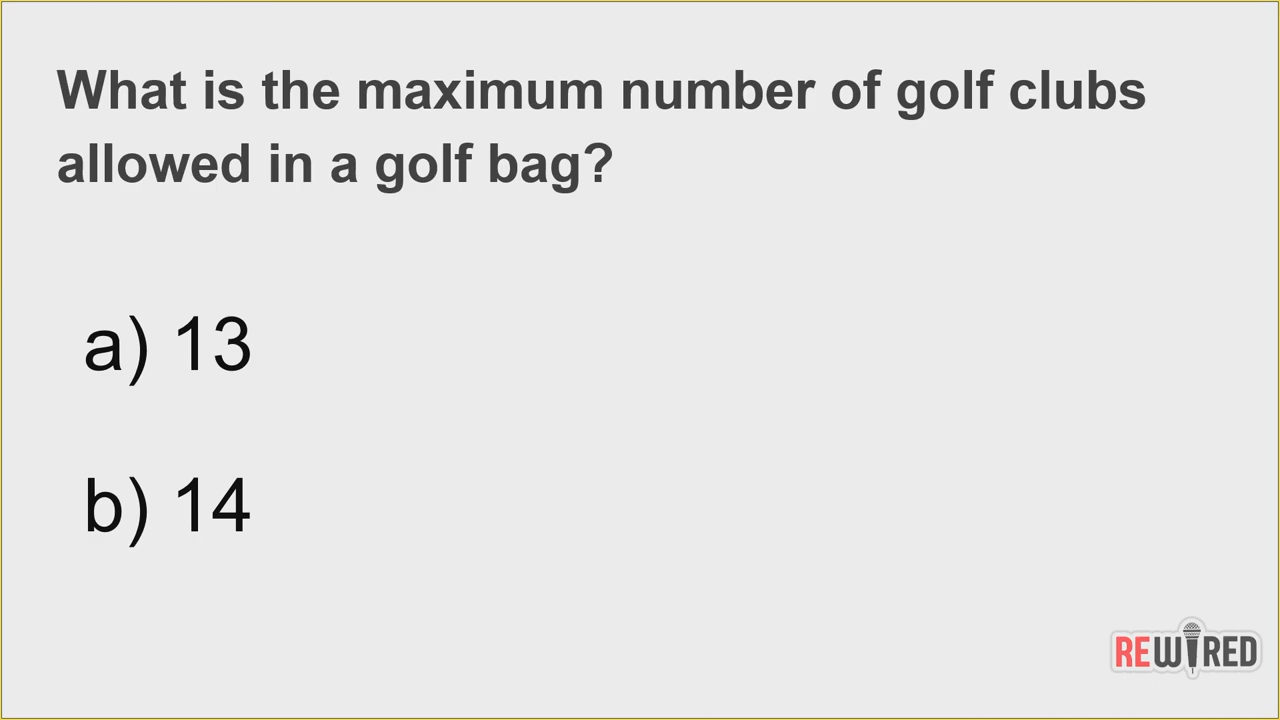 What is the maximum number of golf clubs
allowed in a golf bag?
a) 13
b) 14
REWIRED